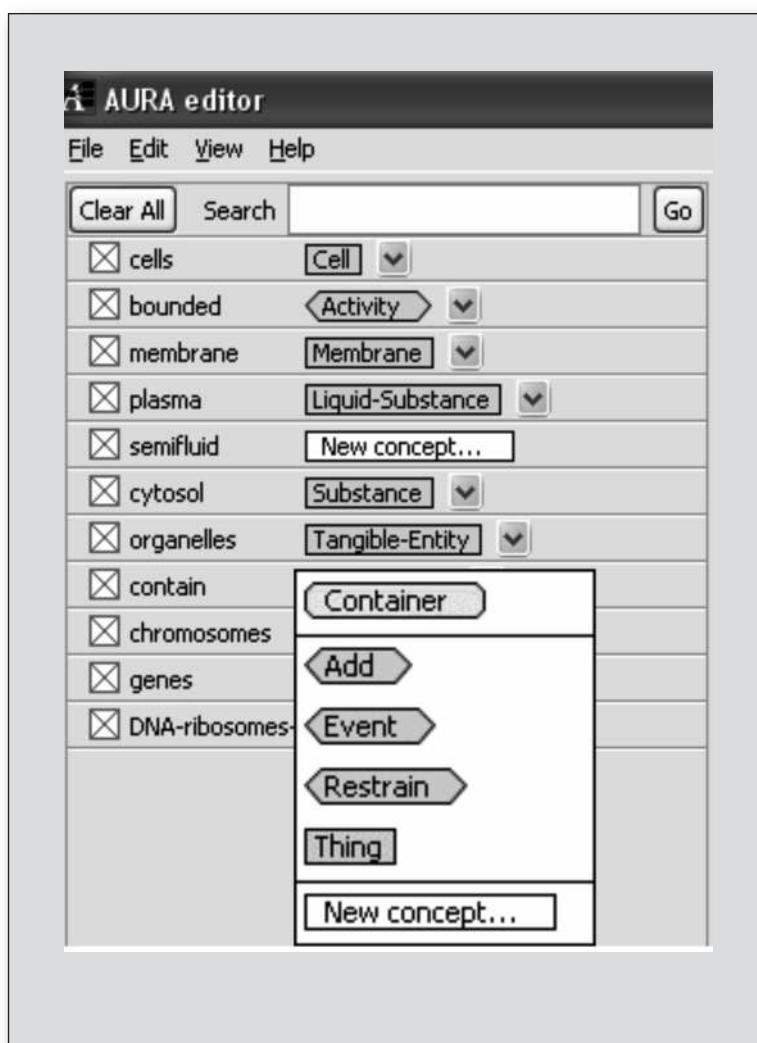 AURA editor
File Edit View Help
Clear All Search Go
cells Cell
bounded Activity
membrane Membrane
plasma Liquid-Substance
semifluid New concept...
cytosol Substance
organelles Tangible-Entity
contain Container
chromosomes
Add
genes
DNA-ribosomes- Event
Restrain
Thing
New concept...